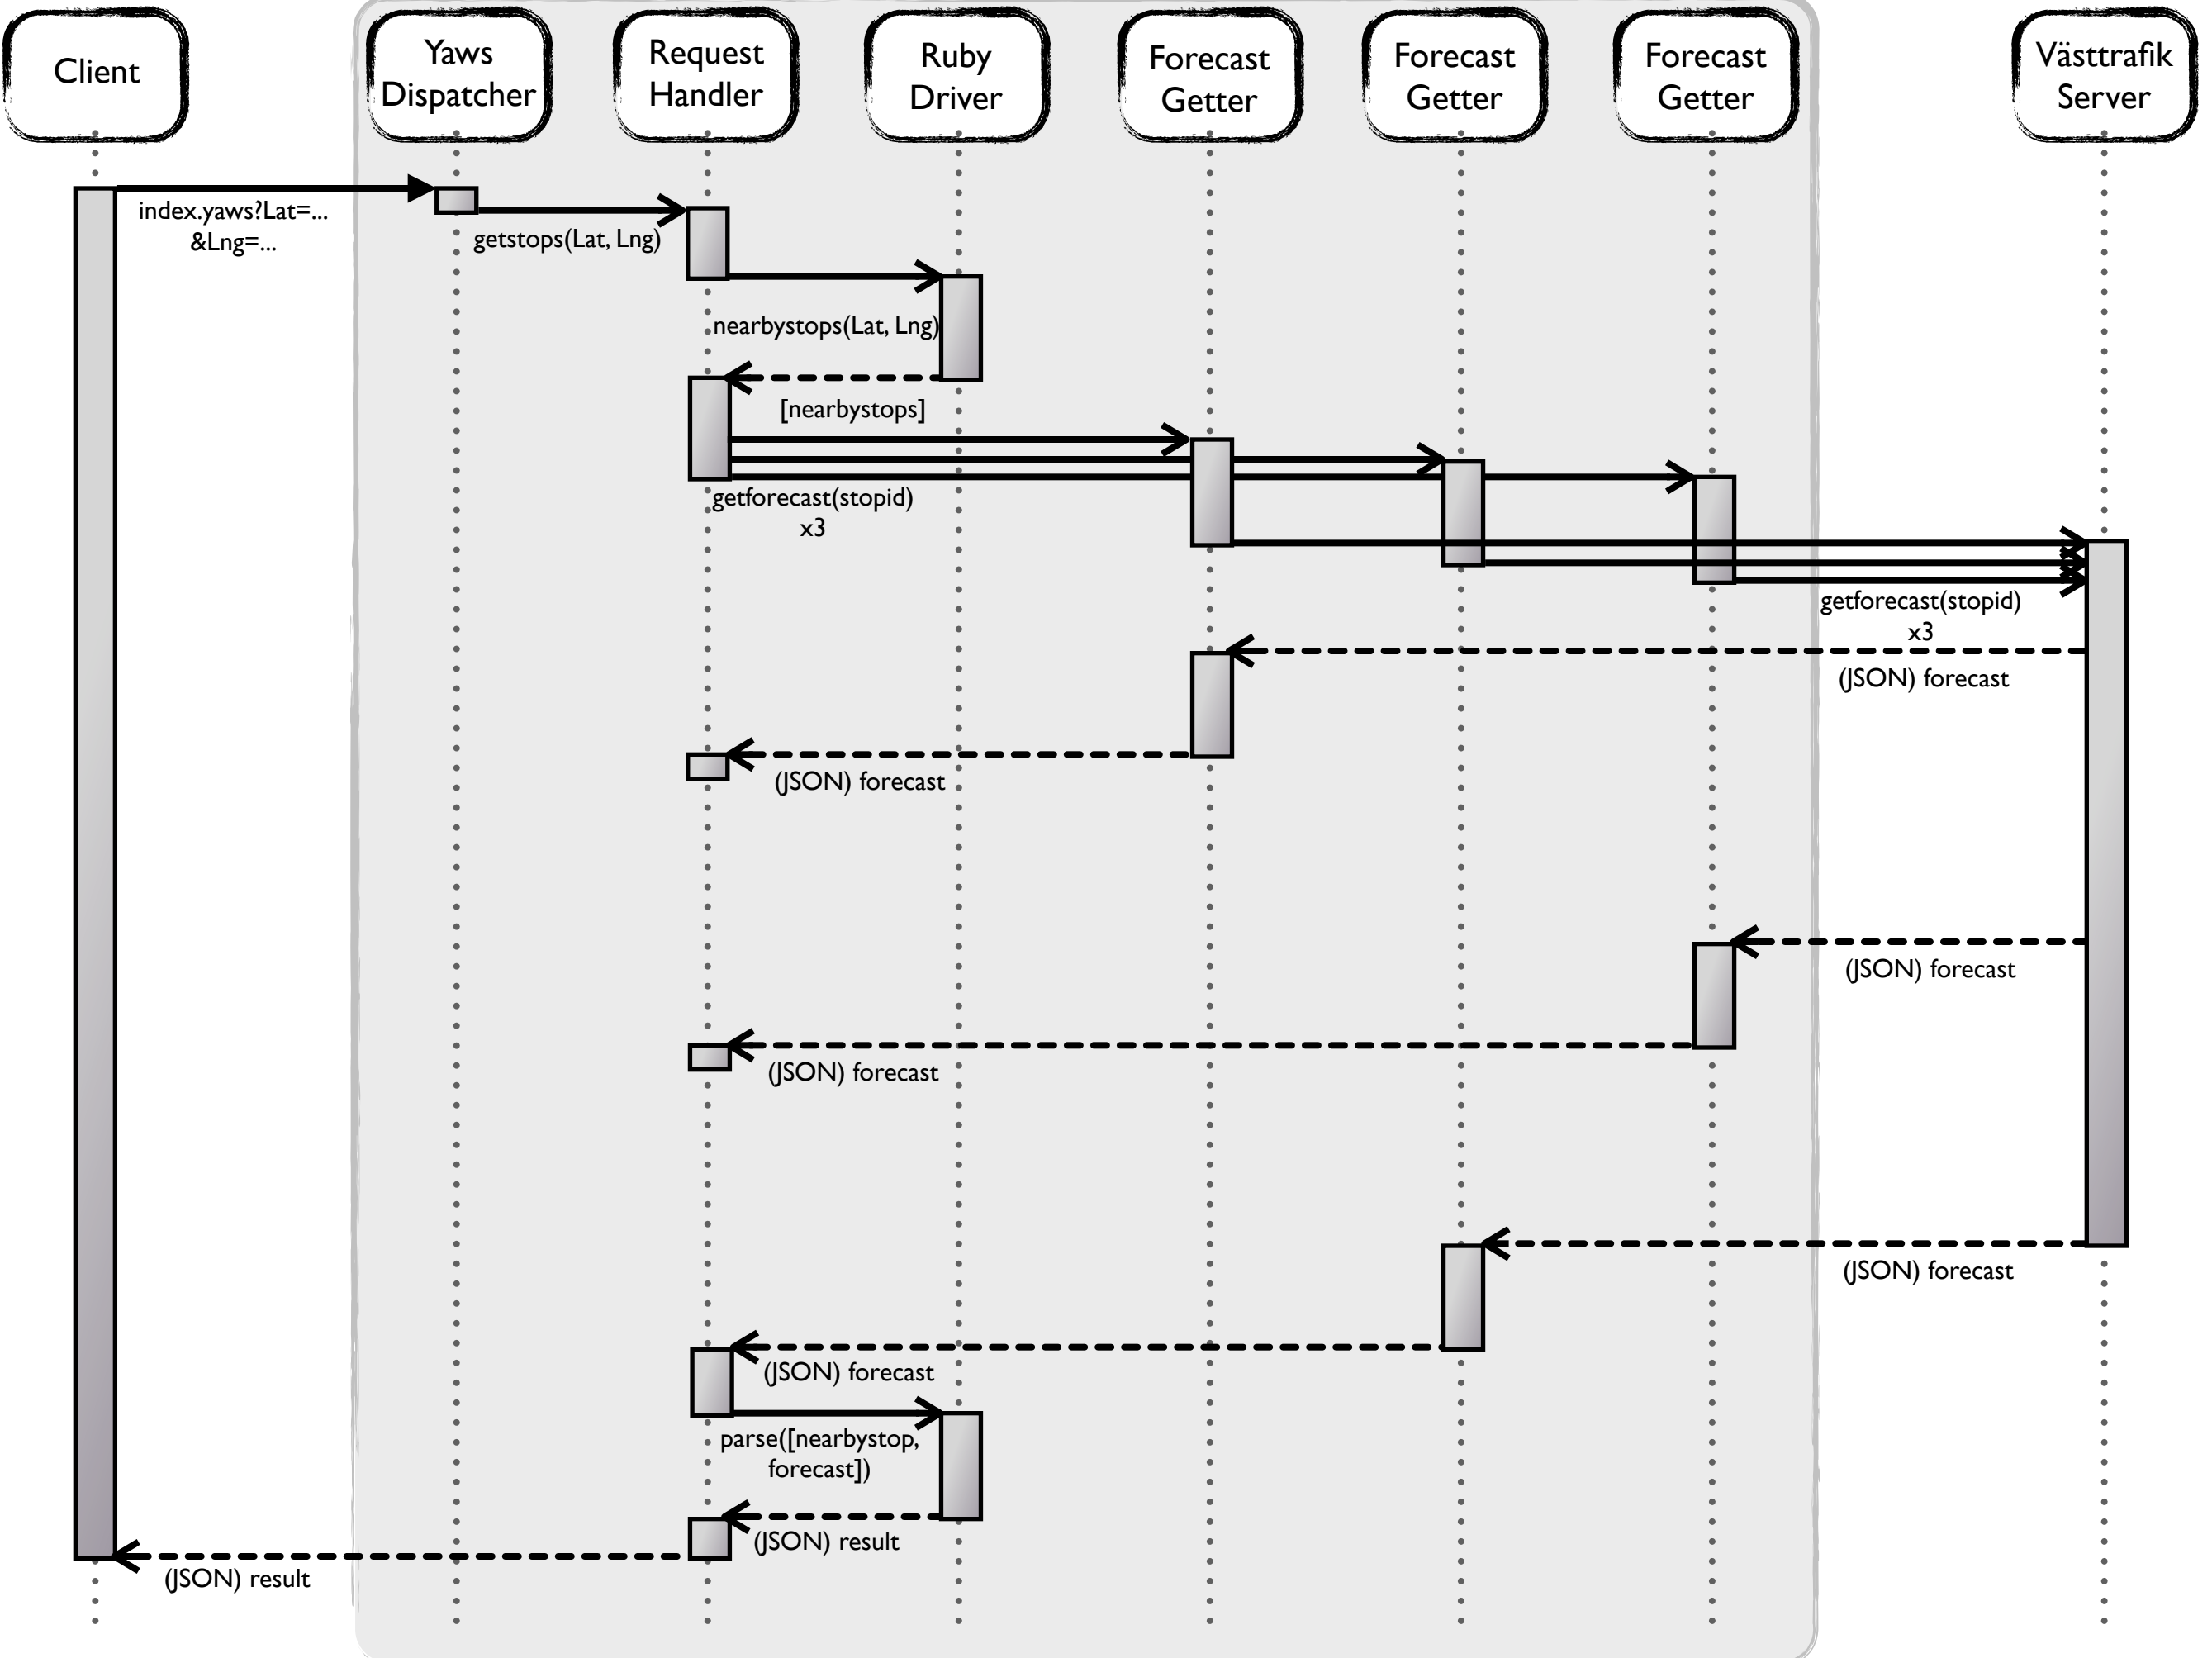 Client
Yaws
Dispatcher
Request
Handler
Ruby
Driver
Forecast
Getter
Forecast
Getter
Forecast
Getter
Västtrafik
Server
index.yaws?Lat=...
&Lng=...
getstops(Lat, Lng)
nearbystops(Lat, Lng)
[nearbystops]
getforecast(stopid)
x3
getforecast(stopid)
x3
(JSON) forecast
(JSON) forecast
(JSON) forecast
(JSON) forecast
(JSON) forecast
(JSON) forecast
parse([nearbystop,
forecast])
(JSON) result
(JSON) result